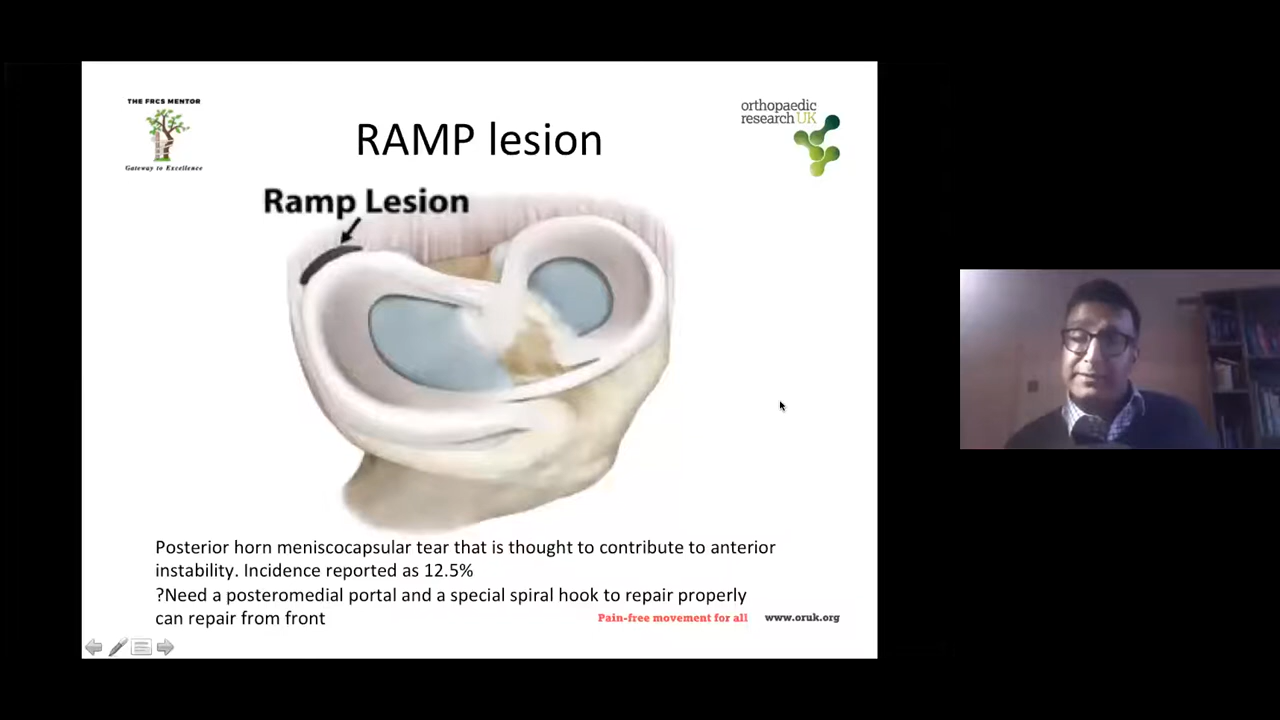 THE FRCS MENTOR
Gateway to Excellence
orthopaedic
research UK
RAMP lesion
Ramp Lesion
Posterior horn meniscocapsular tear that is thought to contribute to anterior
instability. Incidence reported as 12.5%
?Need a posteromedial portal and a special spiral hook to repair properly
can repair from front
Pain-free movement for all
www.oruk.org